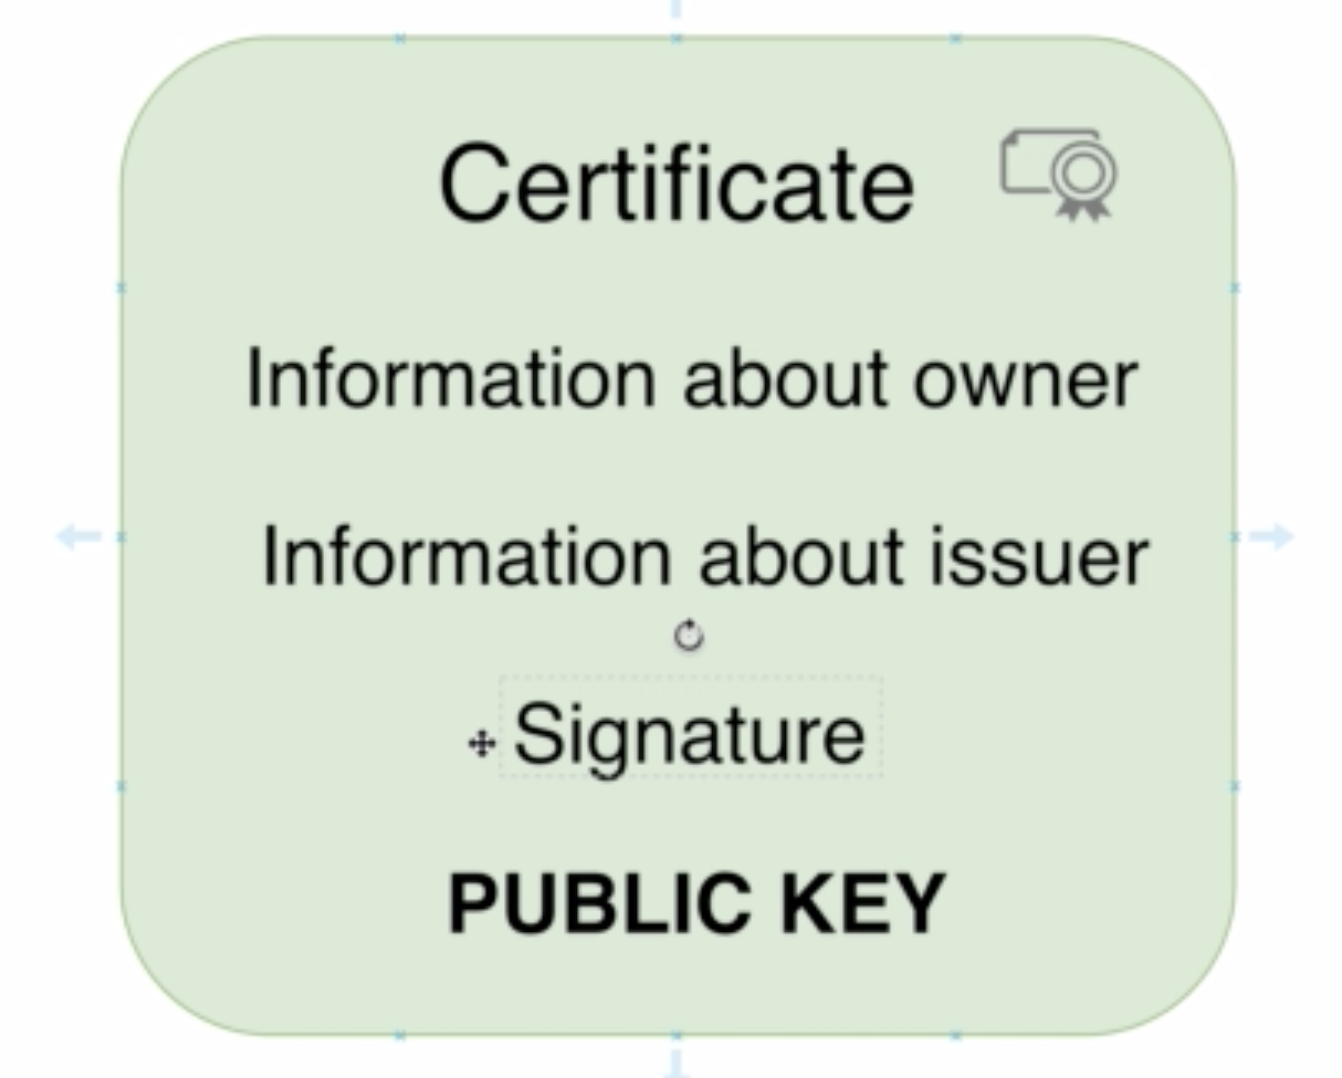 Certificate
Information about owner
Information about issuer
Signature
PUBLIC KEY